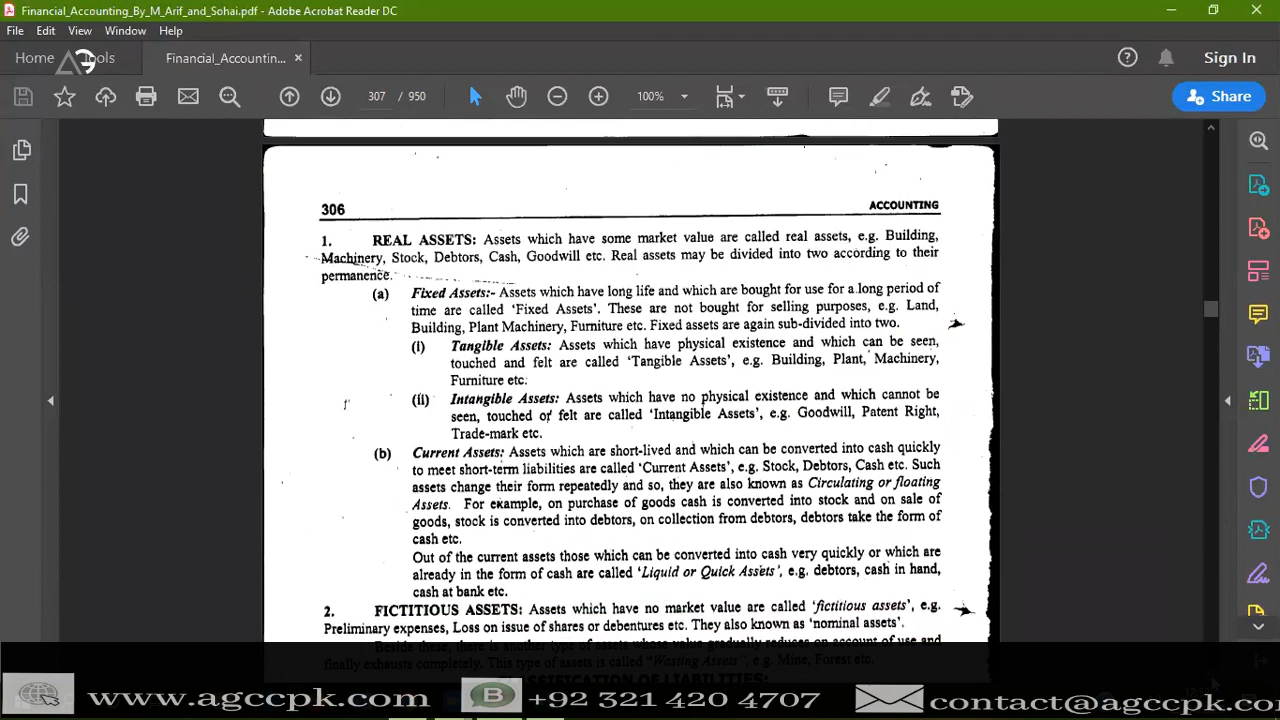 Financial_Accounting_By_M_Arif_and_Sohai.pdf - Adobe Acrobat Reader DC
File Edit View Window Help
Home Tools Financial_Accountin... ×
Sign In
307 / 950 100% Share
306 ACCOUNTING
1. REAL ASSETS: Assets which have some market value are called real assets, e.g. Building,
Machinery, Stock, Debtors, Cash, Goodwill etc. Real assets may be divided into two according to their
permanence.
(a) Fixed Assets:- Assets which have long life and which are bought for use for a long period of
time are called 'Fixed Assets'. These are not bought for selling purposes, e.g. Land,
Building, Plant Machinery, Furniture etc. Fixed assets are again sub-divided into two.
(i) Tangible Assets: Assets which have physical existence and which can be seen,
touched and felt are called 'Tangible Assets', e.g. Building, Plant, Machinery,
Furniture etc.
(ii) Intangible Assets: Assets which have no physical existence and which cannot be
seen, touched or felt are called 'Intangible Assets', e.g. Goodwill, Patent Right,
Trade-mark etc.
(b) Current Assets: Assets which are short-lived and which can be converted into cash quickly
to meet short-term liabilities are called 'Current Assets', e.g. Stock, Debtors, Cash etc. Such
assets change their form repeatedly and so, they are also known as Circulating or floating
Assets. For example, on purchase of goods cash is converted into stock and on sale of
goods, stock is converted into debtors, on collection from debtors, debtors take the form of
cash etc.
Out of the current assets those which can be converted into cash very quickly or which are
already in the form of cash are called 'Liquid or Quick Assets', e.g. debtors, cash in hand,
cash at bank etc.
2. FICTITIOUS ASSETS: Assets which have no market value are called 'fictitious assets', e.g.
Preliminary expenses, Loss on issue of shares or debentures etc. They also known as 'nominal assets'.
Beside these, there is another type of assets whose value gradually reduces on account of use and
finally exhausts completely. This type of assets is called "Wasting Assets", e.g. Mine, Forest etc.
CLASSIFICATION OF LIABILITIES:
www.agccpk.com +92 321 420 4707 contact@agccpk.co